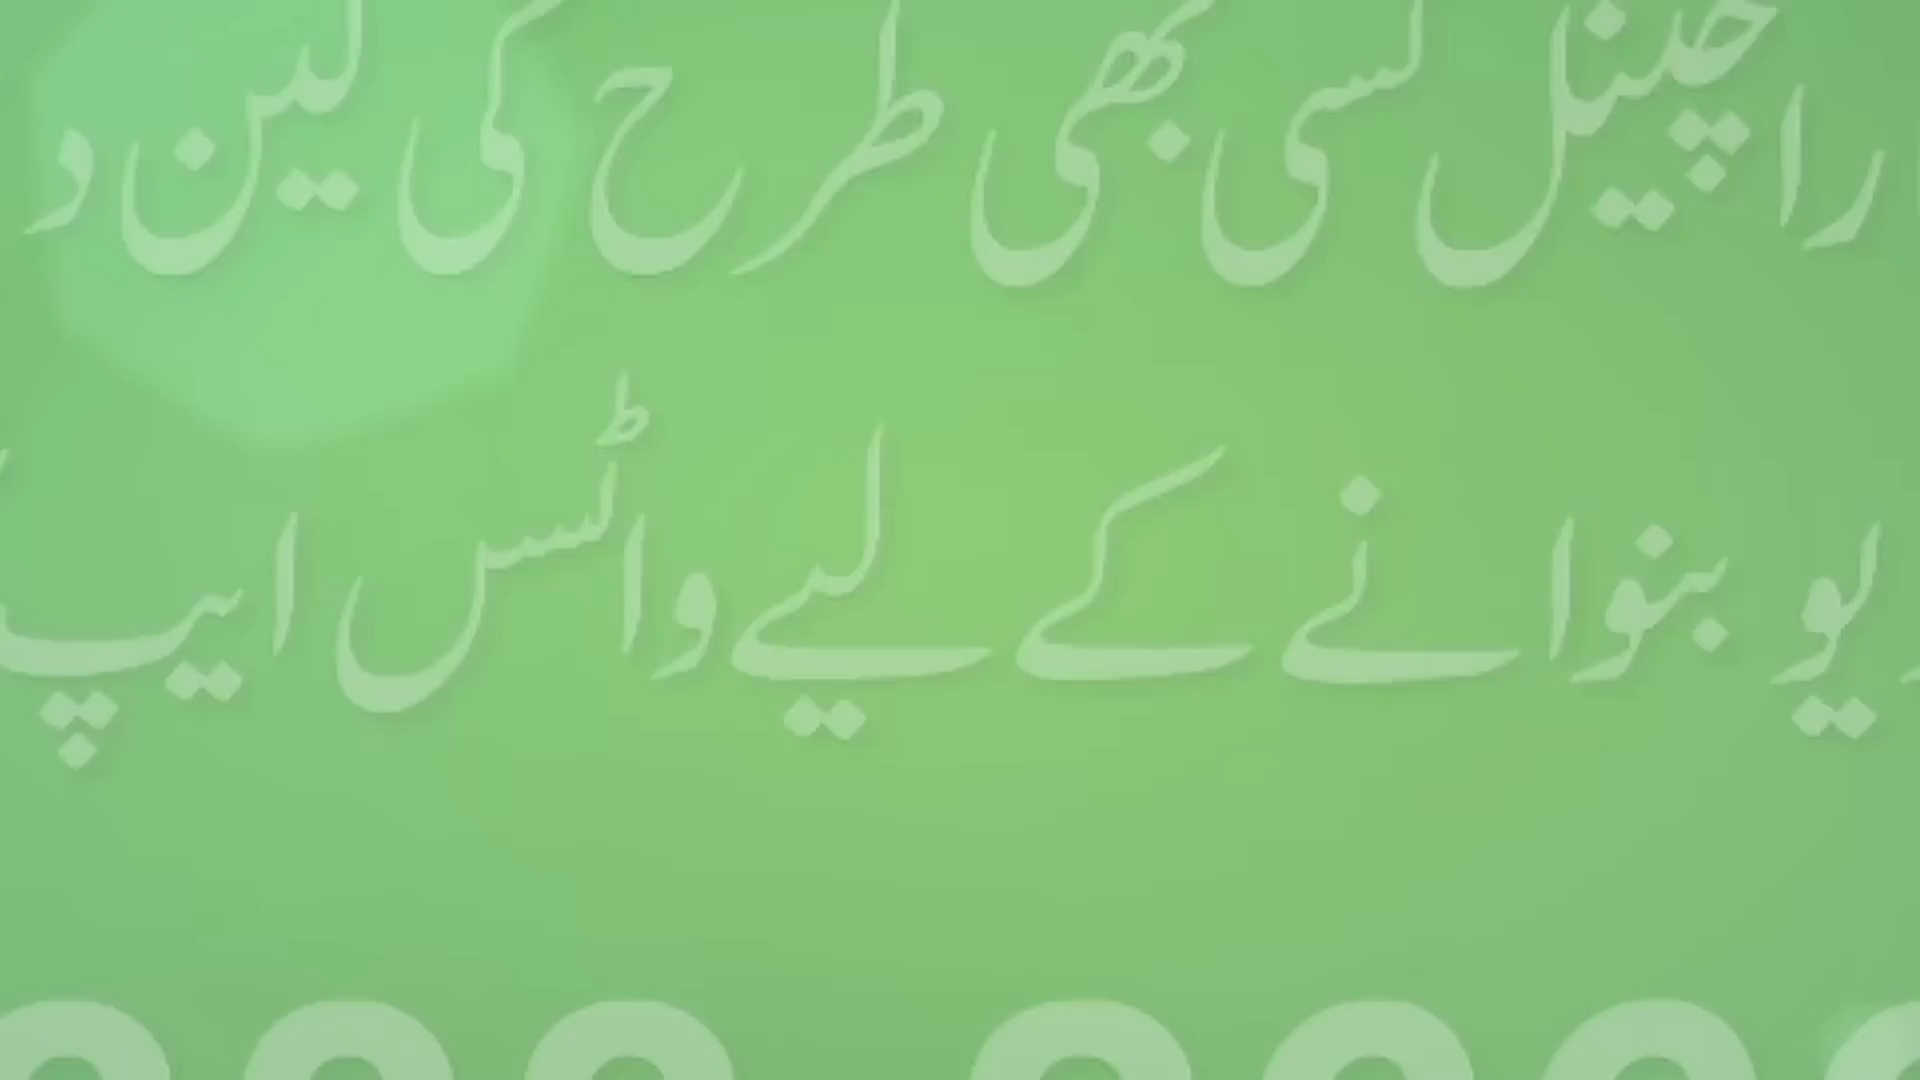 را چینل کسی بھی طرح کی لین د
یو بنوانے کے لیے واٹس ایپ